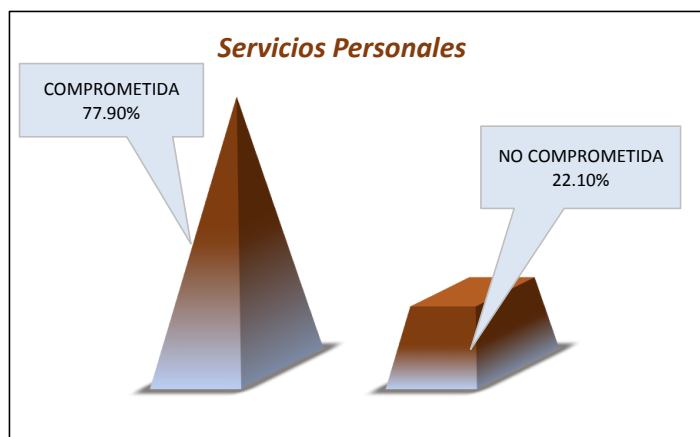 Servicios Personales
COMPROMETIDA
77.90%
NO COMPROMETIDA
22.10%